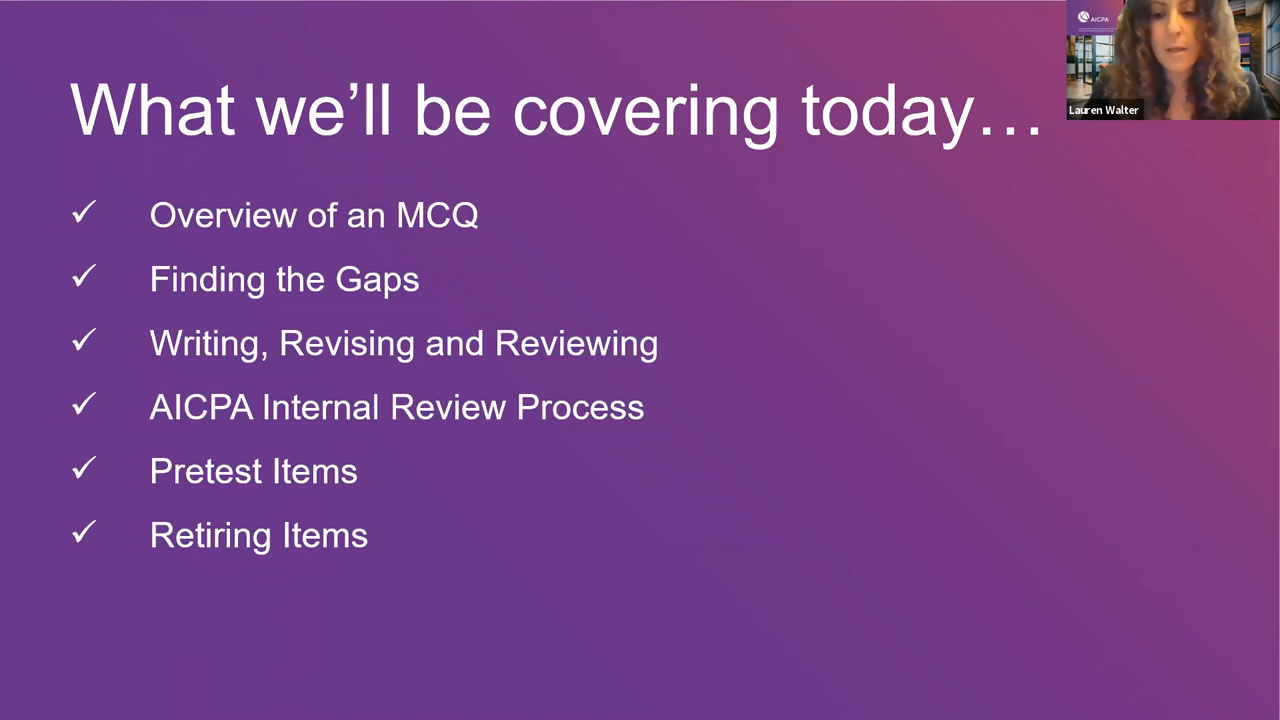 What we’ll be covering today…
AICPA
Lauren Walter
✓ Overview of an MCQ
✓ Finding the Gaps
✓ Writing, Revising and Reviewing
✓ AICPA Internal Review Process
✓ Pretest Items
✓ Retiring Items